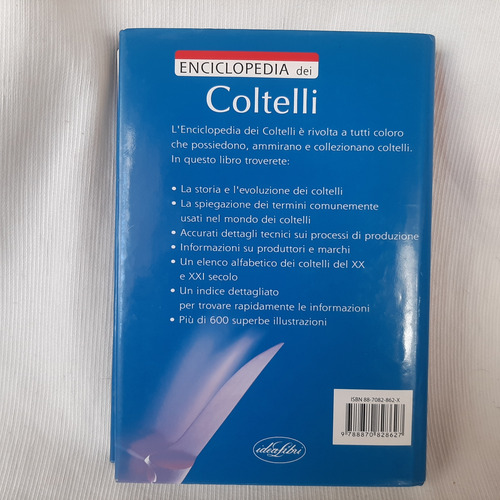 ENCICLOPEDIA dei
Coltelli
L'Enciclopedia dei Coltelli è rivolta a tutti coloro
che possiedono, ammirano e collezionano coltelli.
In questo libro troverete:
• La storia e l'evoluzione dei coltelli
• La spiegazione dei termini comunemente
usati nel mondo dei coltelli
• Accurati dettagli tecnici sui processi di produzione
• Informazioni su produttori e marchi
• Un elenco alfabetico dei coltelli del XX
e XXI secolo
• Un indice dettagliato
per trovare rapidamente le informazioni
• Più di 600 superbe illustrazioni
ISBN 88-7082-862-X
9 788870 828627
idea Libri